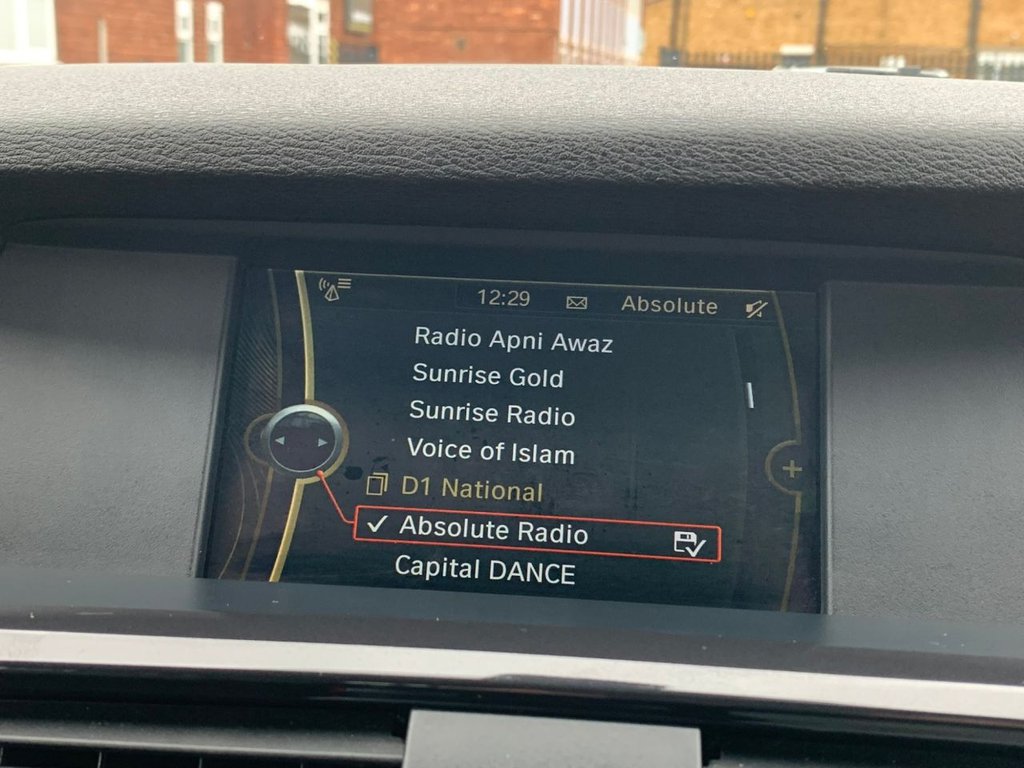 12:29 Absolute
Radio Apni Awaz
Sunrise Gold
Sunrise Radio
Voice of Islam
D1 National
Absolute Radio
Capital DANCE